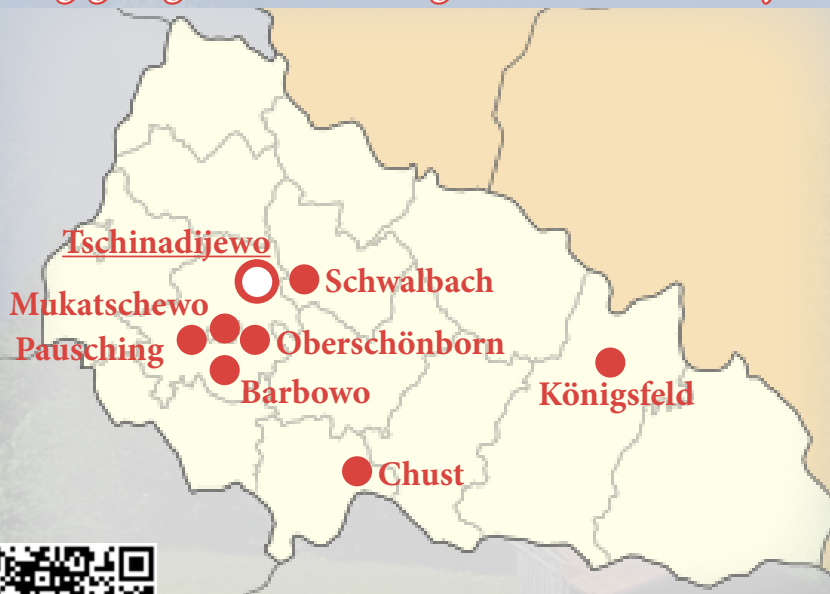 Tschinadijewo
Schwalbach
Mukatschewo
Pausching
Oberschönborn
Barbowo
Königsfeld
Chust